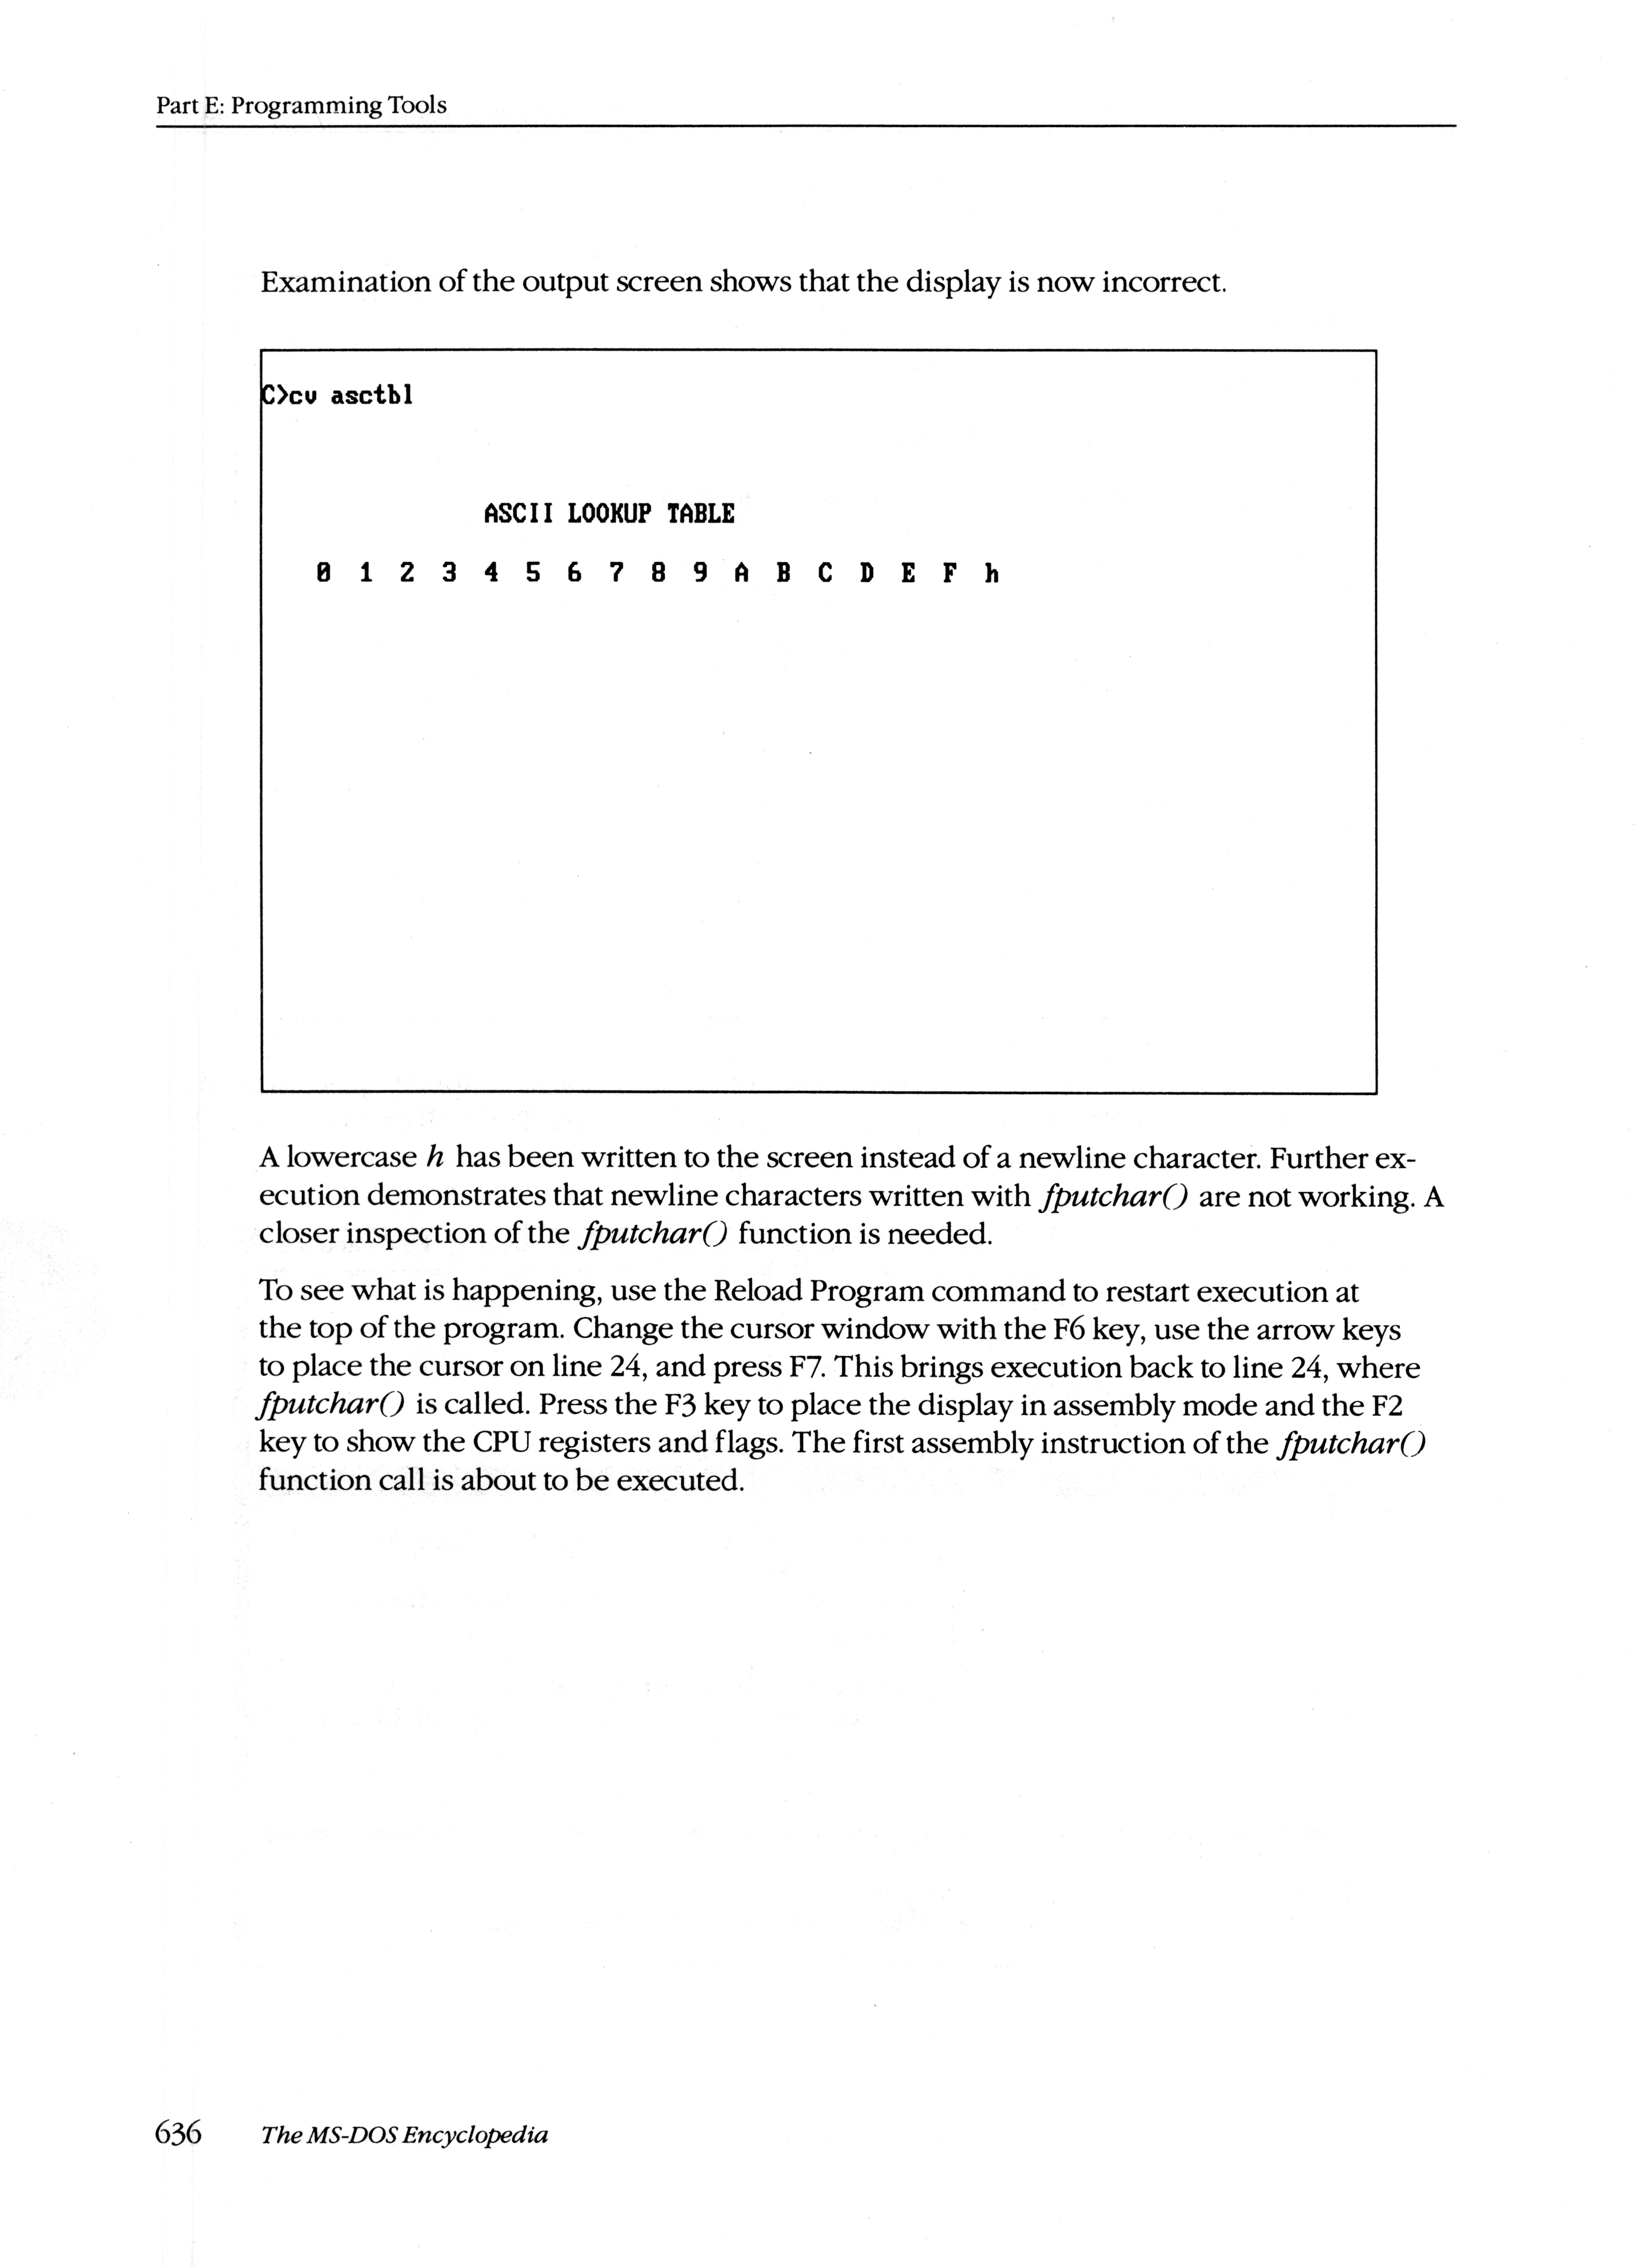 Part E: Programming Tools
Examination of the output screen shows that the display is now incorrect.
C>cv asctbl
ASCII LOOKUP TABLE
0 1 2 3 4 5 6 7 8 9 A B C D E F h
A lowercase h has been written to the screen instead of a newline character. Further ex-
ecution demonstrates that newline characters written with fputchar() are not working. A
closer inspection of the fputchar() function is needed.
To see what is happening, use the Reload Program command to restart execution at
the top of the program. Change the cursor window with the F6 key, use the arrow keys
to place the cursor on line 24, and press F7. This brings execution back to line 24, where
fputchar() is called. Press the F3 key to place the display in assembly mode and the F2
key to show the CPU registers and flags. The first assembly instruction of the fputchar()
function call is about to be executed.
636 The MS-DOS Encyclopedia